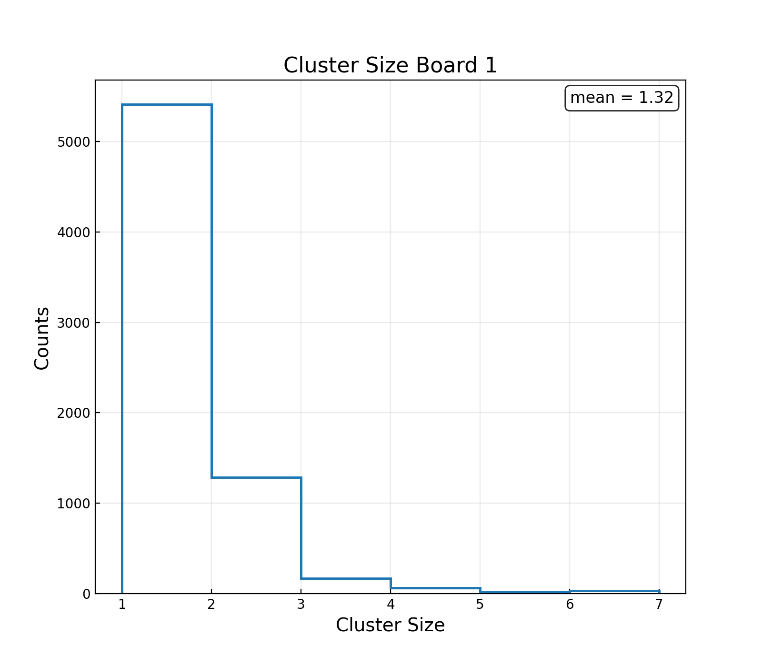 Cluster Size Board 1
mean = 1.32
5000
4000
3000
2000
1000
0
Counts
1 2 3 4 5 6 7
Cluster Size